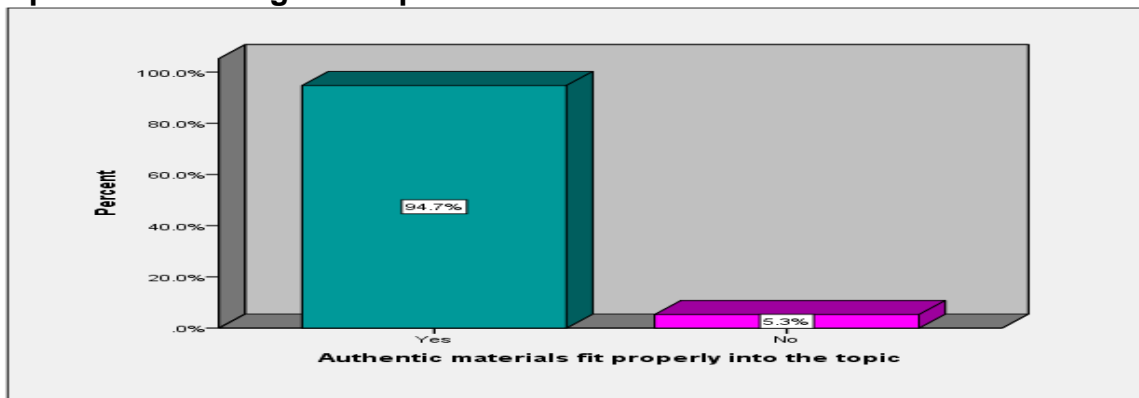 100.0%
80.0%
60.0%
40.0%
20.0%
.0%
Percent
94.7%
5.3%
Yes No
Authentic materials fit properly into the topic